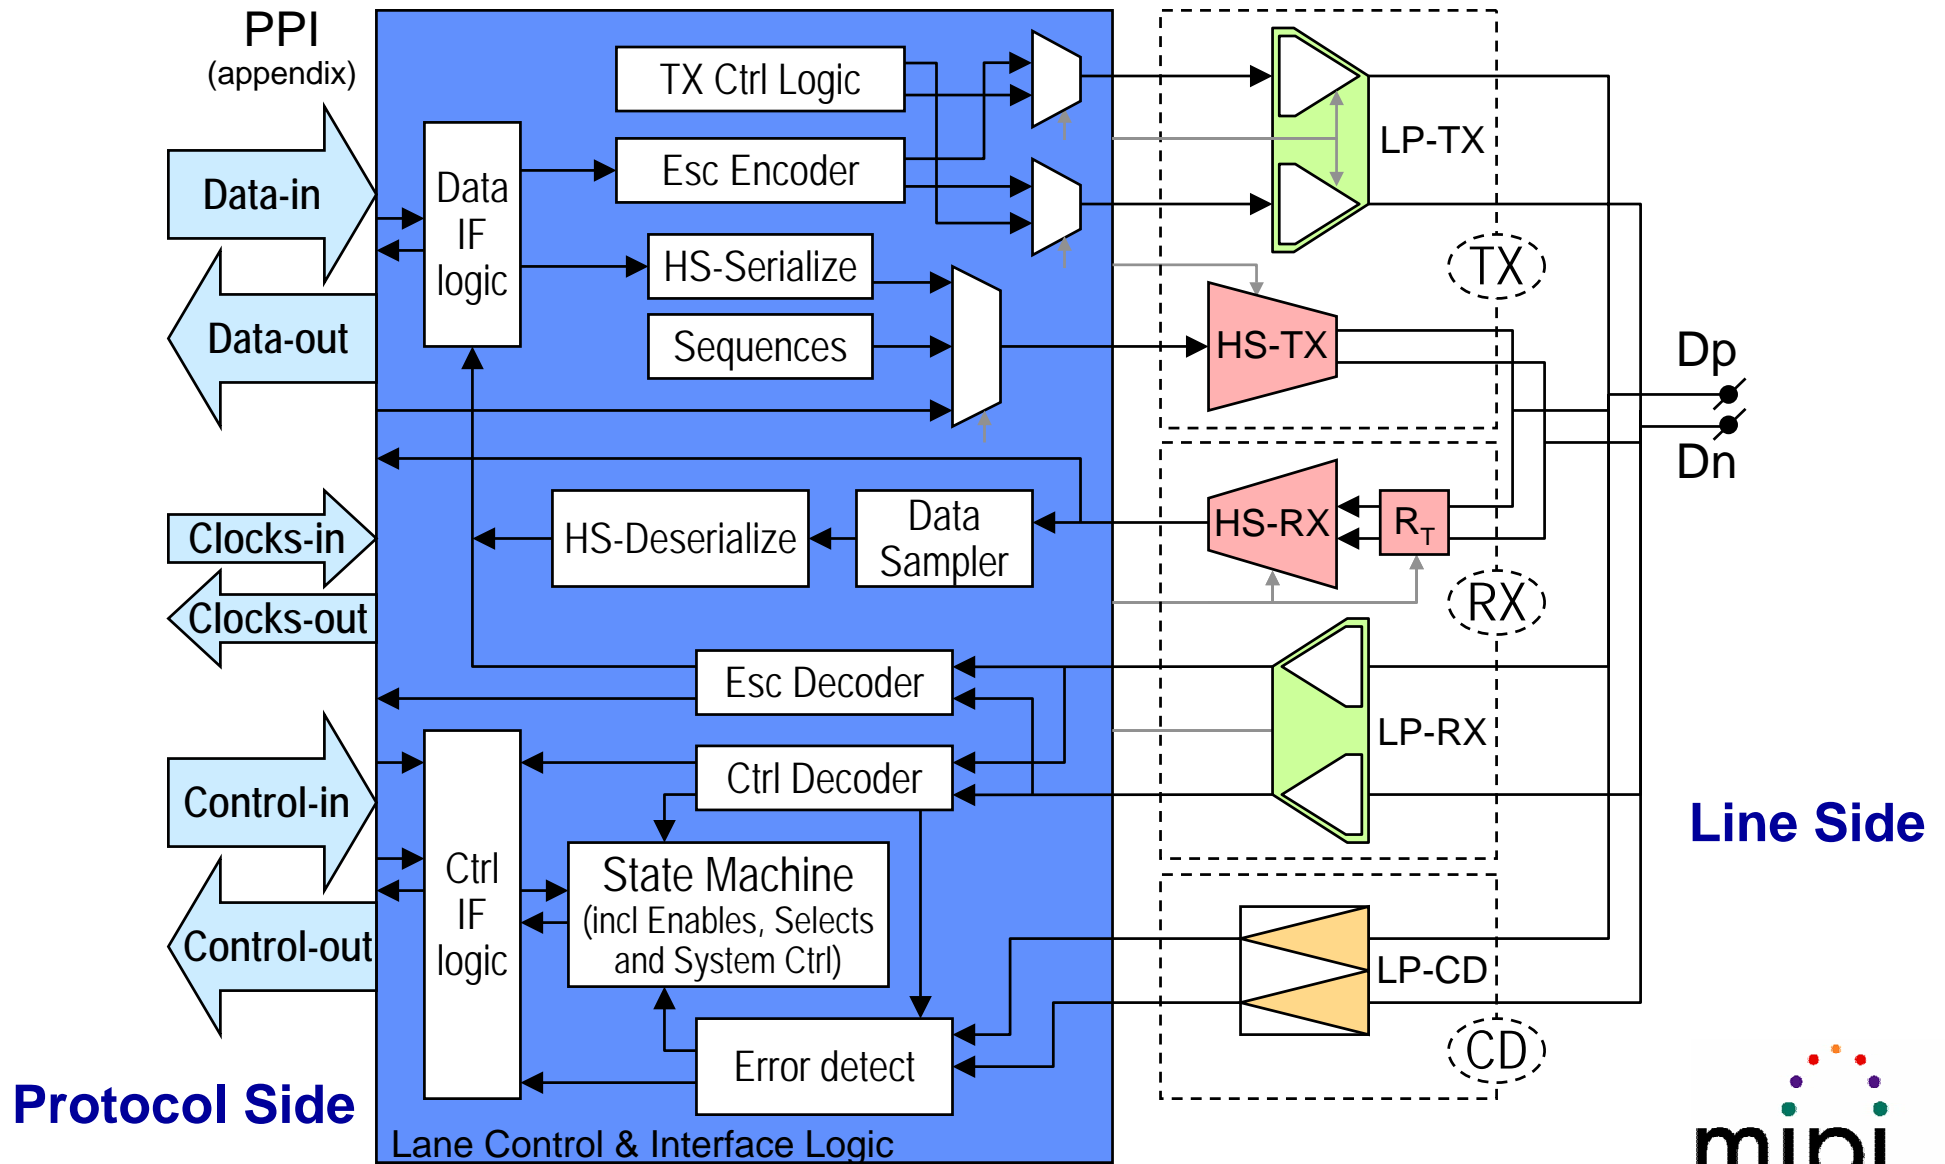 PPI
(appendix)
TX Ctrl Logic
LP-TX
Esc Encoder
Data
IF
logic
Data-in
HS-Serialize
TX
Data-out
Sequences
HS-TX
Dp
Dn
Clocks-in
HS-Deserialize
Data
Sampler
HS-RX
RT
Clocks-out
RX
Esc Decoder
LP-RX
Control-in
Ctrl Decoder
Line Side
Ctrl
IF
logic
State Machine
(incl Enables, Selects
and System Ctrl)
Control-out
LP-CD
Error detect
CD
Protocol Side
Lane Control & Interface Logic
mipi